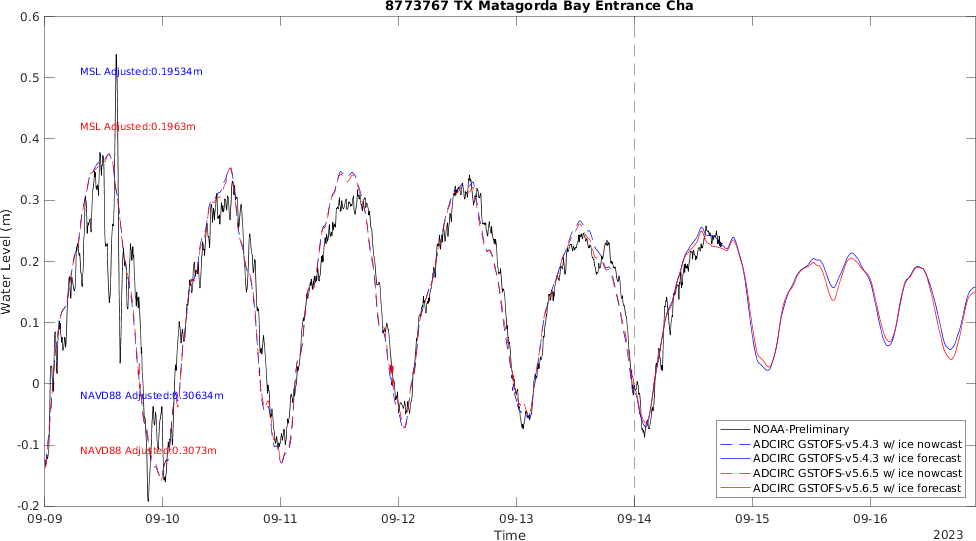 8773767 TX Matagorda Bay Entrance Cha
0.6
0.5
0.4
0.3
0.2
0.1
0
-0.1
-0.2
Water Level (m)
MSL Adjusted:0.19534m
MSL Adjusted:0.1963m
NAVD88 Adjusted:0.30634m
NAVD88 Adjusted:0.3073m
NOAA-Preliminary
ADCIRC GSTOFS-v5.4.3 w/ ice nowcast
ADCIRC GSTOFS-v5.4.3 w/ ice forecast
ADCIRC GSTOFS-v5.6.5 w/ ice nowcast
ADCIRC GSTOFS-v5.6.5 w/ ice forecast
09-09 09-10 09-11 09-12 09-13 09-14 09-15 09-16
Time
2023